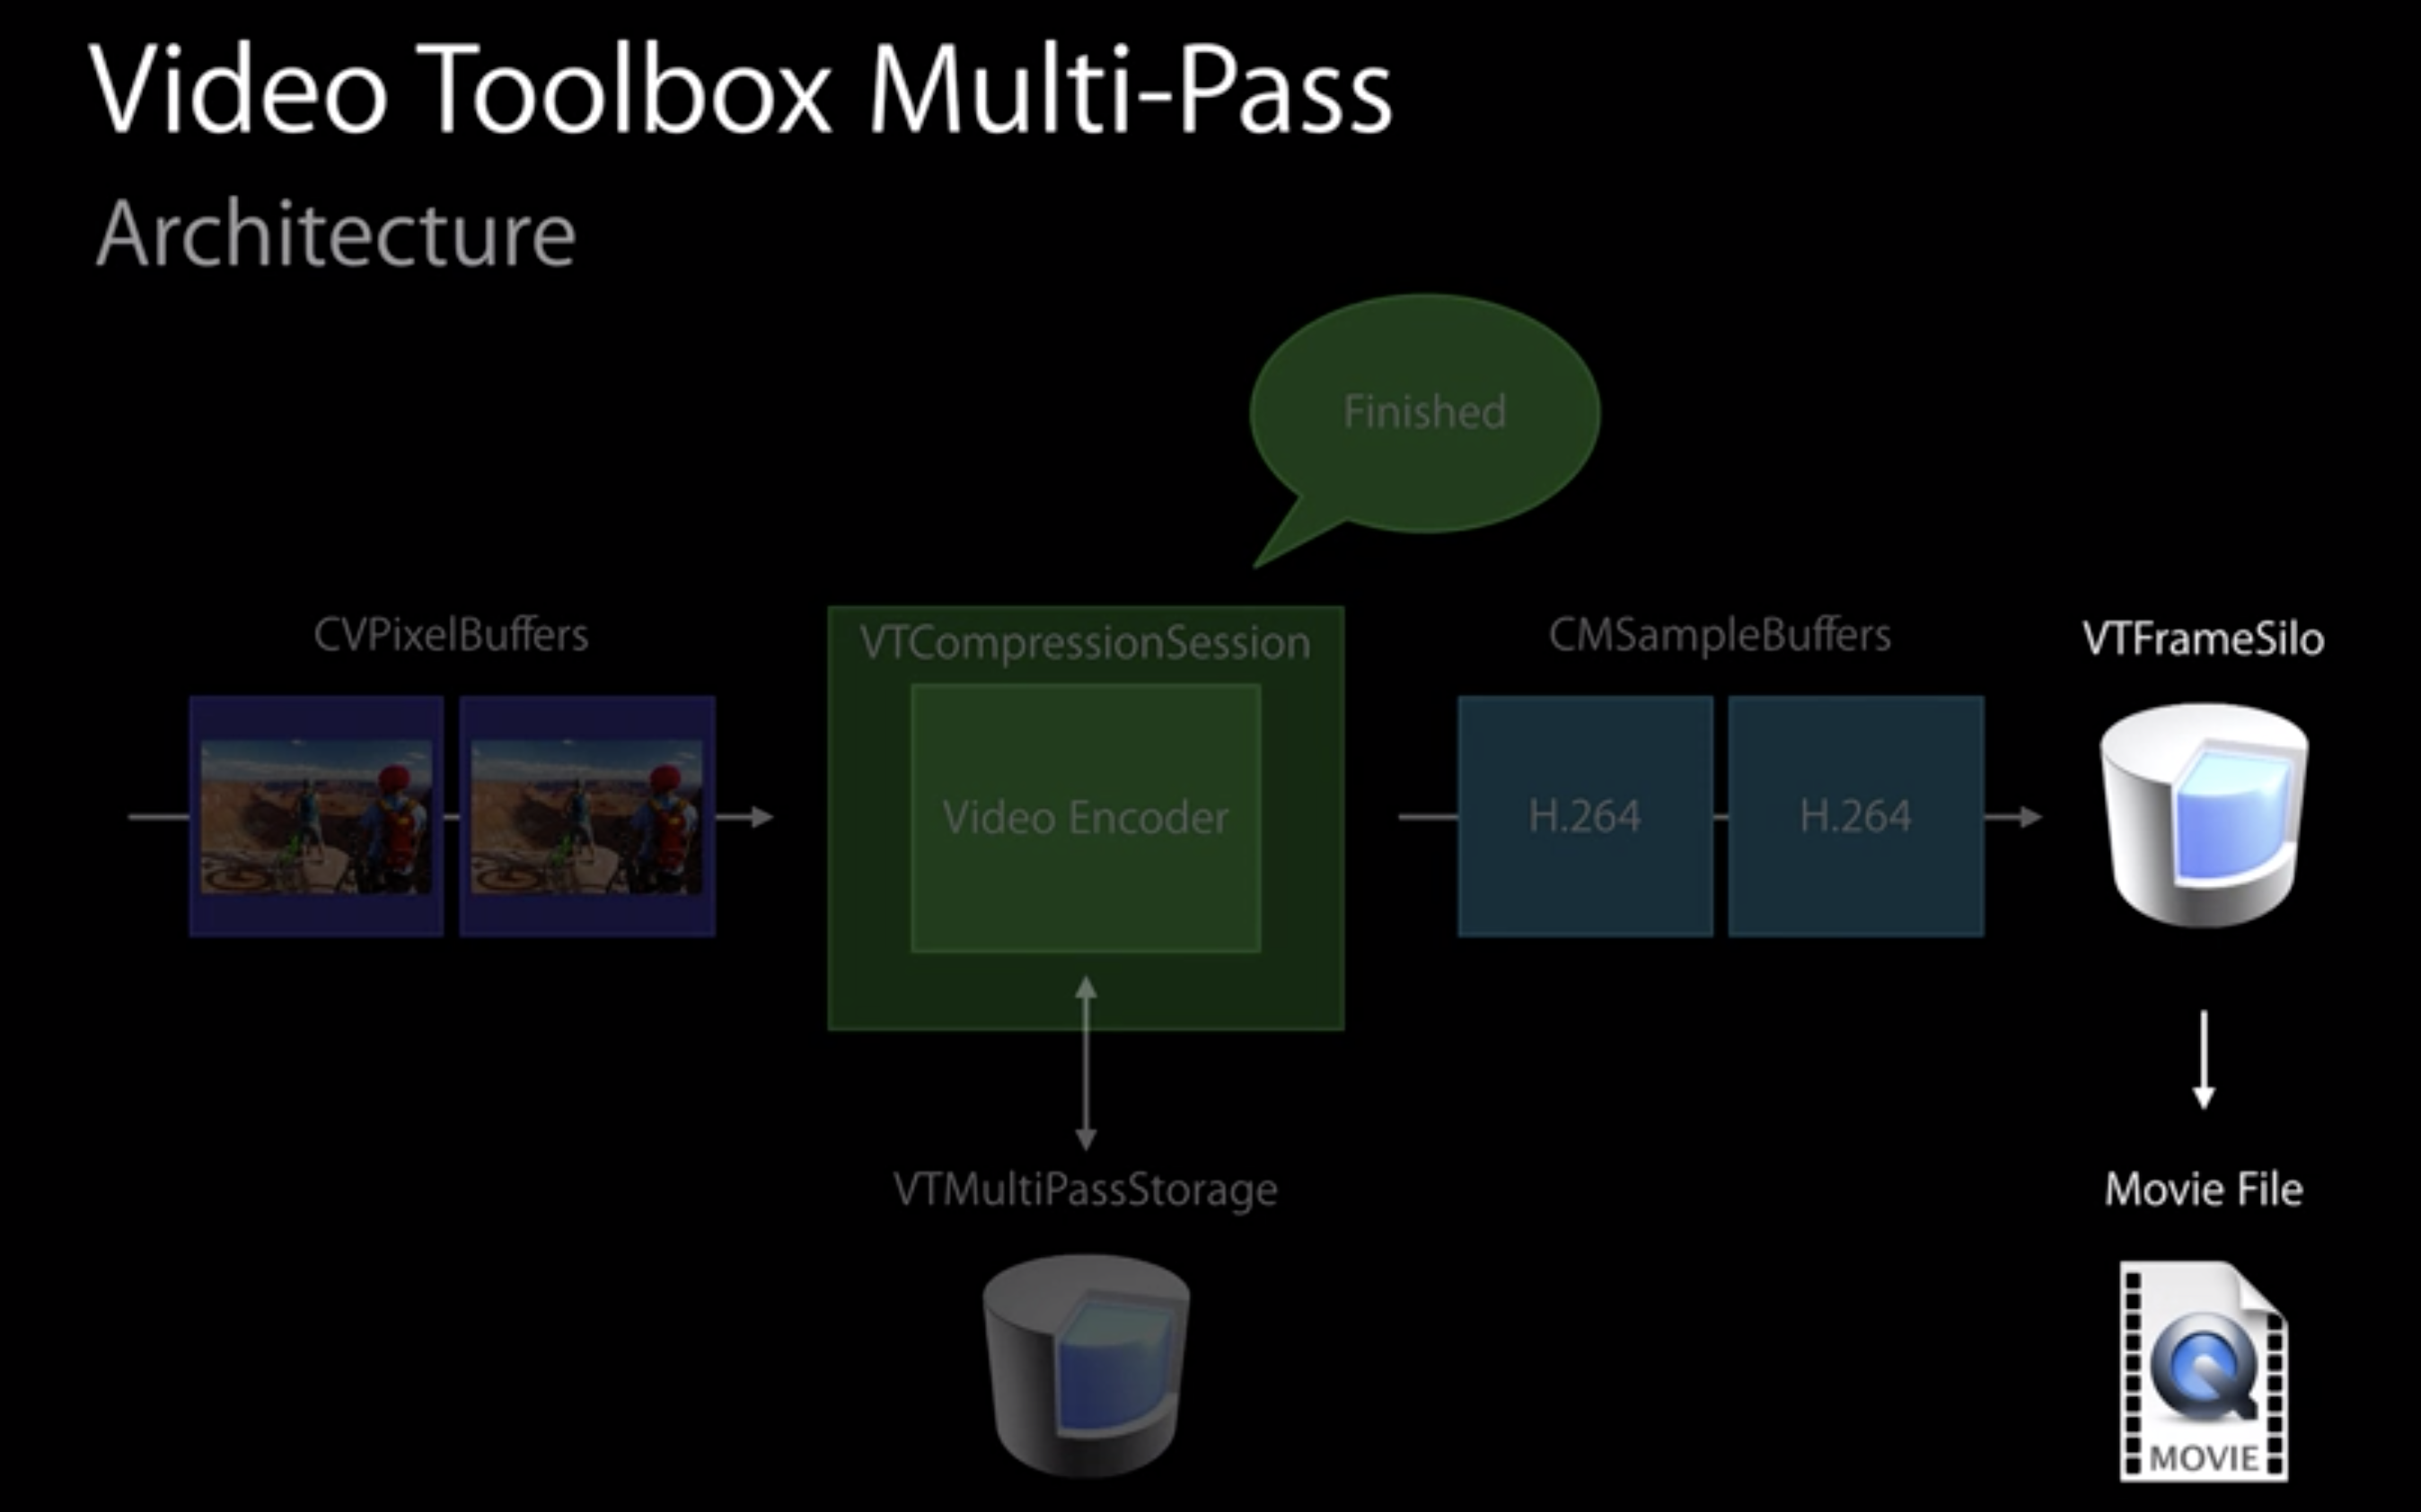 Video Toolbox Multi-Pass
Architecture
Finished
CVPixelBuffers
VTCompressionSession
CMSampleBuffers
VTFrameSilo
Video Encoder
H.264
H.264
VTMultiPassStorage
Movie File
MOVIE